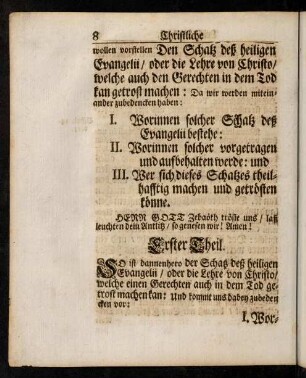 8 Christliche
wollen vorstellen Den Schatz deß heiligen
Evangelii/ oder die Lehre von Christo/
welche auch den Gerechten in dem Tod
kan getrost machen: Da wir werden mitein-
ander zubedencken haben:
I. Worinnen solcher Schatz deß
Evangelii bestehe:
II. Worinnen solcher vorgetragen
und aufbehalten werde: und
III. Wer sich dieses Schatzes theil-
hafftig machen und getrösten
könne.
HERR GOTT Zebaoth tröste uns/ laß
leuchten dein Antlitz/ so genesen wir! Amen!
Erster Theil.
SO ist dannenhero der Schatz deß heiligen
Evangelii/ oder die Lehre von Christo/
welche einen Gerechten auch in dem Tod ge-
trost machen kan: Und kommt uns dabey zubeden
cken vor:
I. Wor-